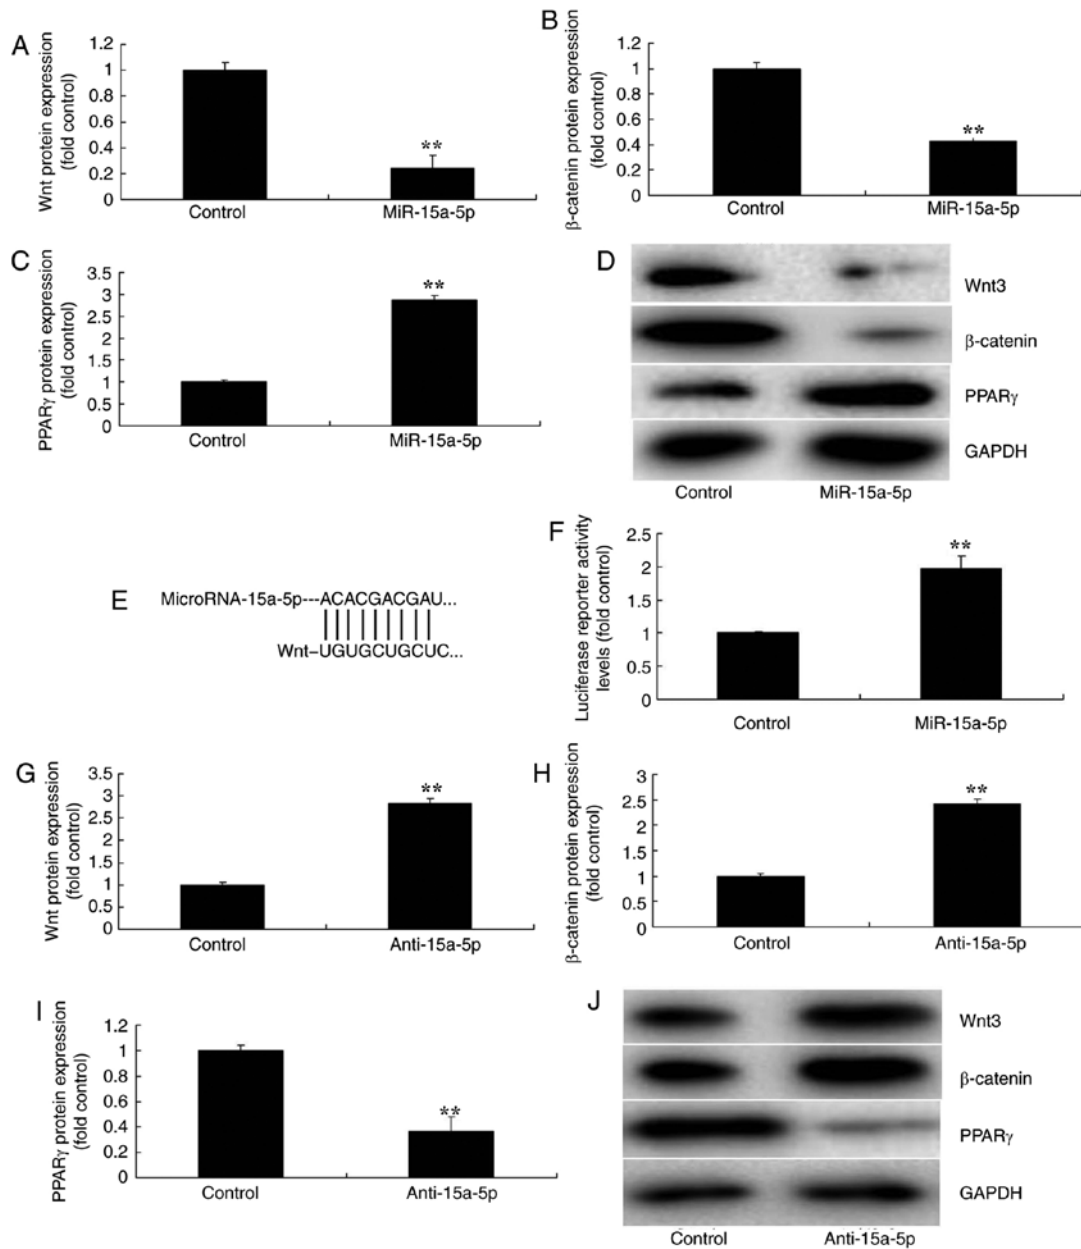 A
Wnt protein expression
(fold control)
1.2
1
0.8
0.6
0.4
0.2
0
**
Control
MiR-15a-5p
B
β-catenin protein expression
(fold control)
1.2
1
0.8
0.6
0.4
0.2
0
**
Control
MiR-15a-5p
C
PPARγ protein expression
(fold control)
3.5
3
2.5
2
1.5
1
0.5
0
**
Control
MiR-15a-5p
D
Wnt3
β-catenin
PPARγ
GAPDH
Control
MiR-15a-5p
E
MicroRNA-15a-5p---ACACGACGAU...
Wnt–UGUGCUGCUC...
F
Luciferase reporter activity
levels (fold control)
2.5
2
1.5
1
0.5
0
**
Control
MiR-15a-5p
G
Wnt protein expression
(fold control)
3.5
3
2.5
2
1.5
1
0.5
0
**
Control
Anti-15a-5p
H
β-catenin protein expression
(fold control)
3
2.5
2
1.5
1
0.5
0
**
Control
Anti-15a-5p
I
PPARγ protein expression
(fold control)
1.2
1
0.8
0.6
0.4
0.2
0
**
Control
Anti-15a-5p
J
Wnt3
β-catenin
PPARγ
GAPDH
Control
Anti-15a-5p